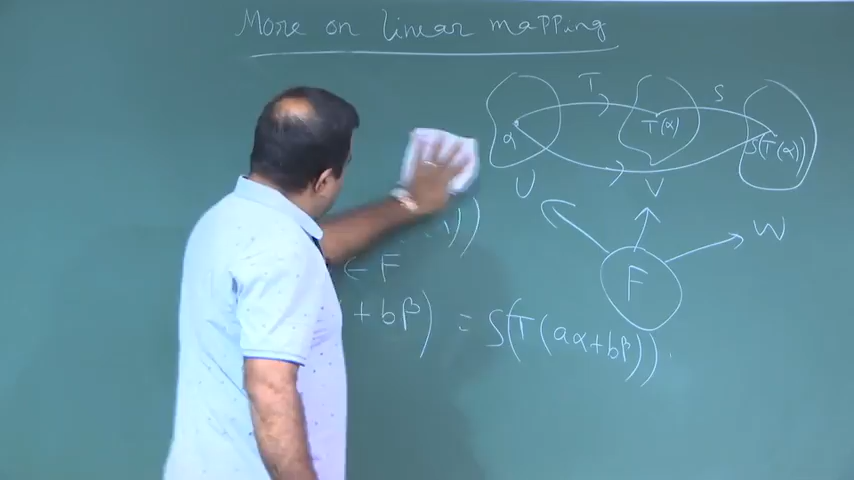 More on linear mapping
T
S
α
T(α)
S(T(α))
U
V
W
F
))
∈ F
+ bβ) = S(T(aα+bβ))